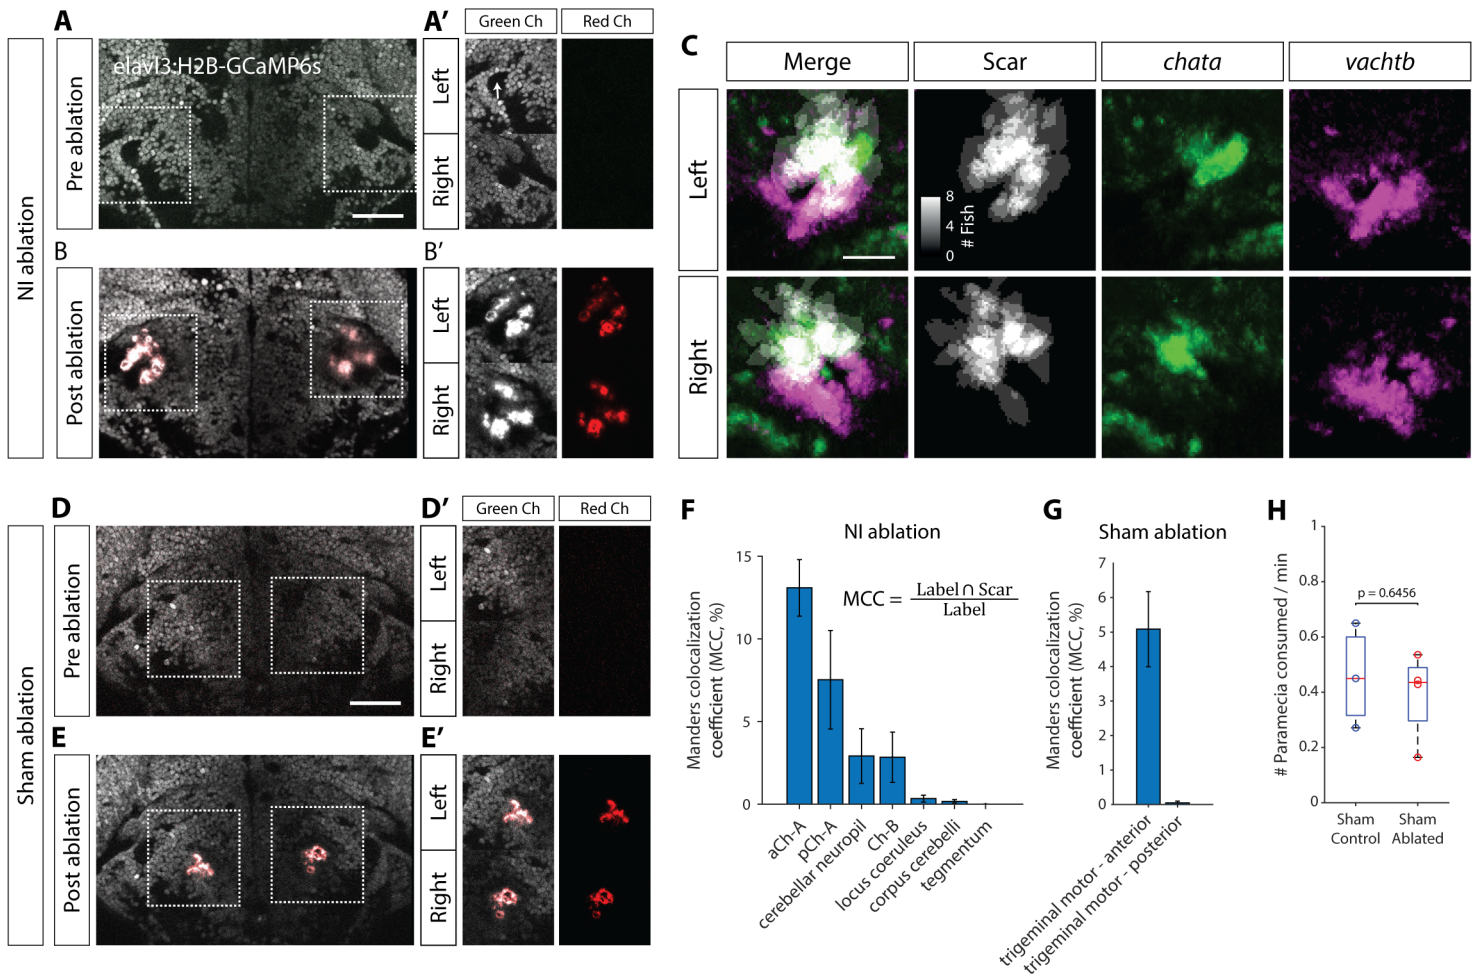 A
A′
Green Ch
Red Ch
NI ablation
Pre ablation
elavl3:H2B-GCaMP6s
Left
Right
B
B′
Post ablation
Left
Right
C
Merge
Scar
chata
vachtb
Left
8
4
0
# Fish
Right
D
D′
Green Ch
Red Ch
Sham ablation
Pre ablation
Left
Right
E
E′
Post ablation
Left
Right
F
NI ablation
MCC = Label ∩ Scar
Label
Manders colocalization
coefficient (MCC, %)
15
10
5
0
aCh-A
pCh-A
cerebellar neuropil
Ch-B
locus coeruleus
corpus cerebelli
tegmentum
G
Sham ablation
Manders colocalization
coefficient (MCC, %)
7
6
5
4
3
2
1
0
trigeminal motor - anterior
trigeminal motor - posterior
H
# Paramecia consumed / min
1
0.8
0.6
0.4
0.2
0
p = 0.6456
Sham
Control
Sham
Ablated